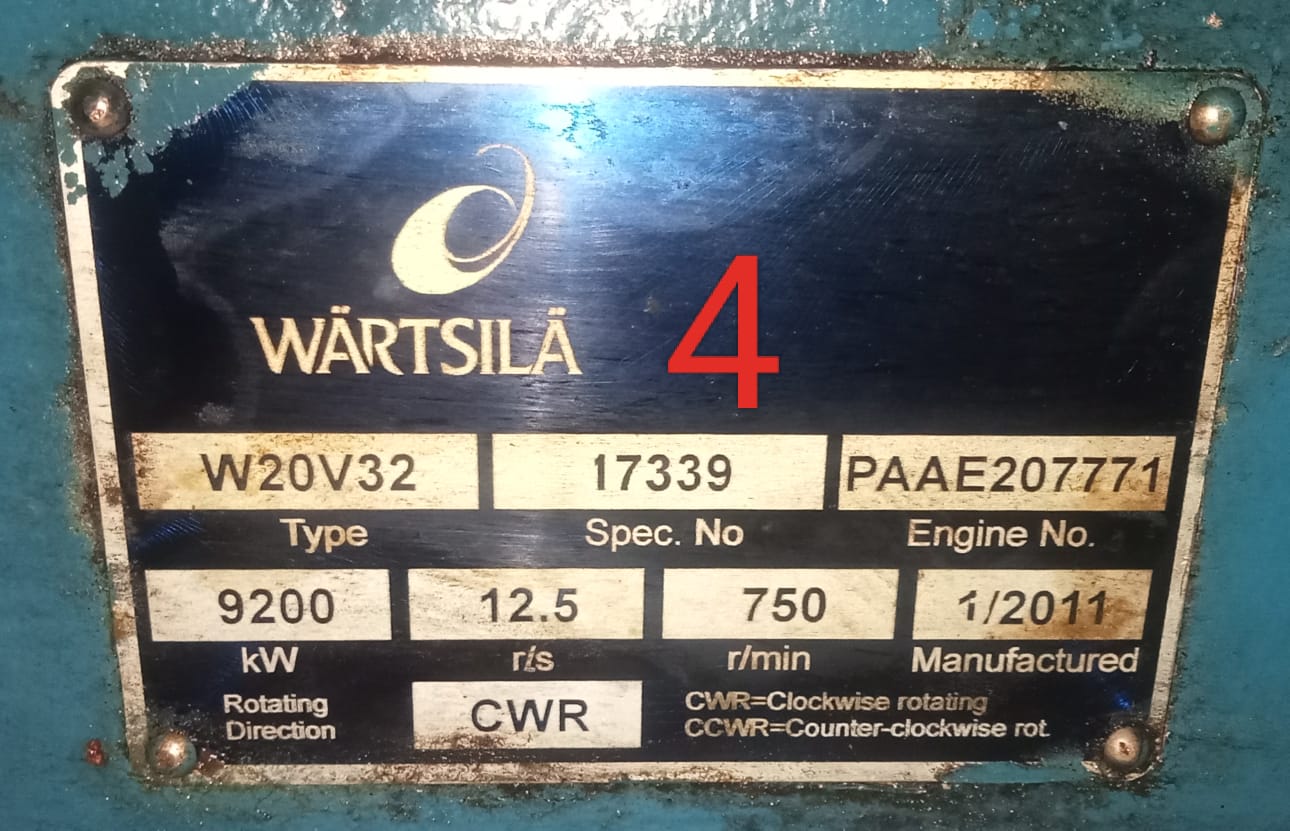 WÄRTSILÄ
4
W20V32 17339 PAAE207771
Type Spec. No Engine No.
9200 12.5 750 1/2011
kW r/s r/min Manufactured
Rotating Direction CWR CWR=Clockwise rotating
CCWR=Counter-clockwise rot.